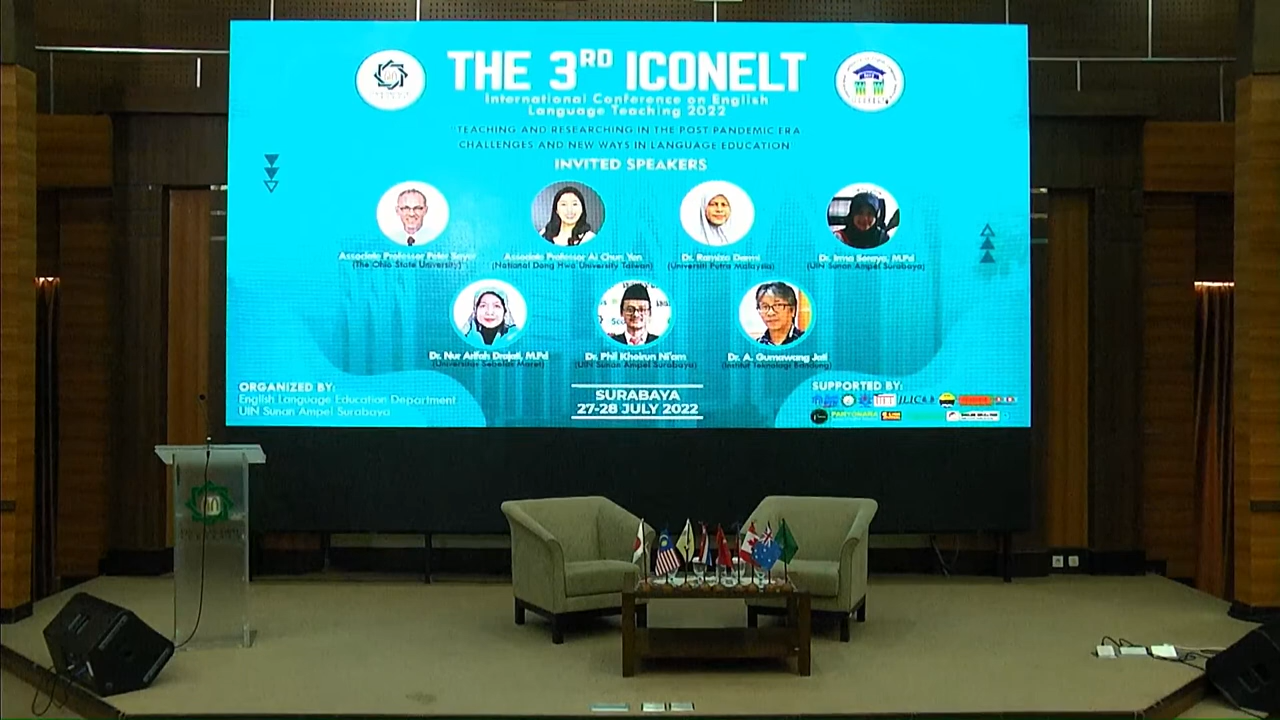 THE 3RD ICONELT
International Conference on English
Language Teaching 2022
"TEACHING AND RESEARCHING IN THE POST PANDEMIC ERA
CHALLENGES AND NEW WAYS IN LANGUAGE EDUCATION"
INVITED SPEAKERS
Associate Professor Peter Sayer
(The Ohio State University)
Associate Professor Ai Chun Yen
(National Dong Hwa University Taiwan)
Dr. Ramiza Darmi
(Universiti Putra Malaysia)
Dr. Irma Soraya, M.Pd
(UIN Sunan Ampel Surabaya)
Dr. Nur Arifah Drajati, M.Pd
(Universitas Sebelas Maret)
Dr. Phil Khoirun Ni'am
(UIN Sunan Ampel Surabaya)
Dr. A. Gumawang Jati
(Institut Teknologi Bandung)
ORGANIZED BY:
English Language Education Department
UIN Sunan Ampel Surabaya
SURABAYA
27-28 JULY 2022
SUPPORTED BY: